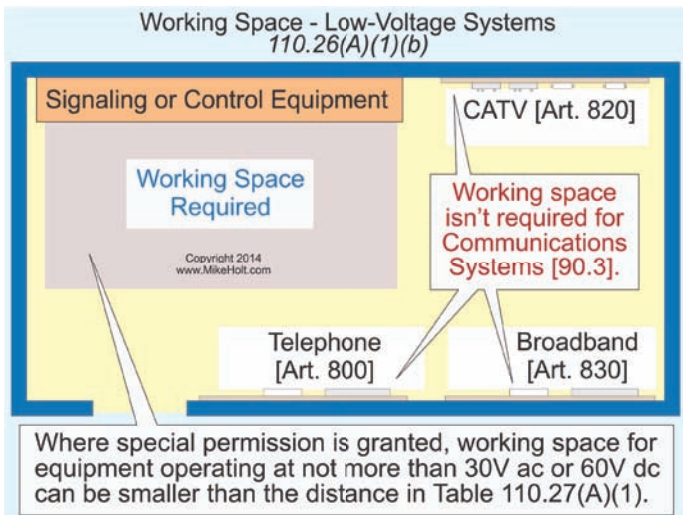 Working Space - Low-Voltage Systems
110.26(A)(1)(b)
Signaling or Control Equipment
CATV [Art. 820]
Working Space
Required
Working space
isn't required for
Communications
Systems [90.3].
Copyright 2014
www.MikeHolt.com
Telephone
[Art. 800]
Broadband
[Art. 830]
Where special permission is granted, working space for
equipment operating at not more than 30V ac or 60V dc
can be smaller than the distance in Table 110.27(A)(1).